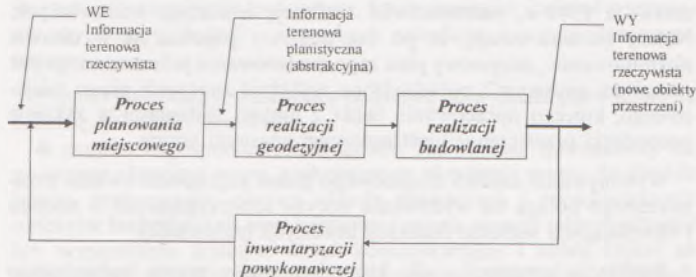 WE
Informacja
terenowa
rzeczywista
Informacja
terenowa
planistyczna
(abstrakcyjna)
WY
Informacja
terenowa
rzeczywista
(nowe obiekty
przestrzeni)
Proces
planowania
miejscowego
Proces
realizacji
geodezyjnej
Proces
realizacji
budowlanej
Proces
inwentaryzacji
powykonawczej